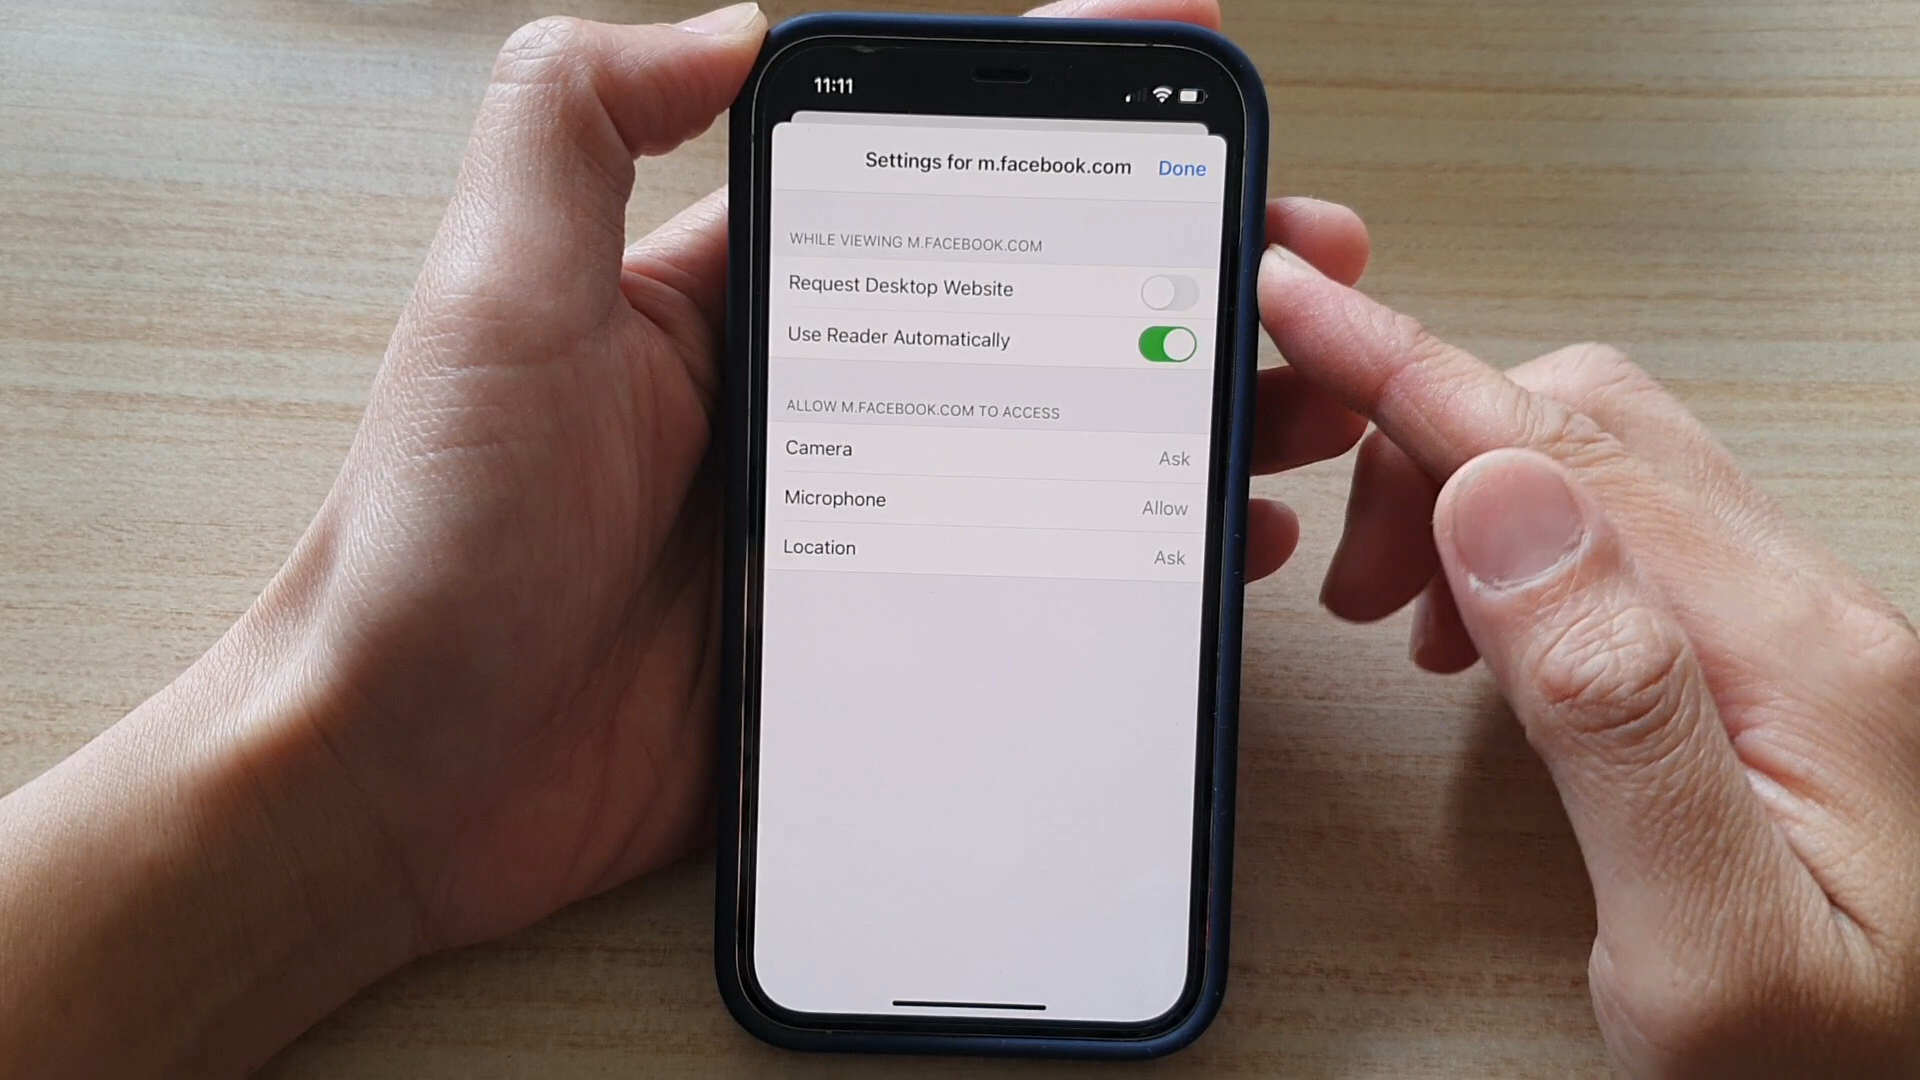 11:11
Settings for m.facebook.com
Done
WHILE VIEWING M.FACEBOOK.COM
Request Desktop Website
Use Reader Automatically
ALLOW M.FACEBOOK.COM TO ACCESS
Camera Ask
Microphone Allow
Location Ask